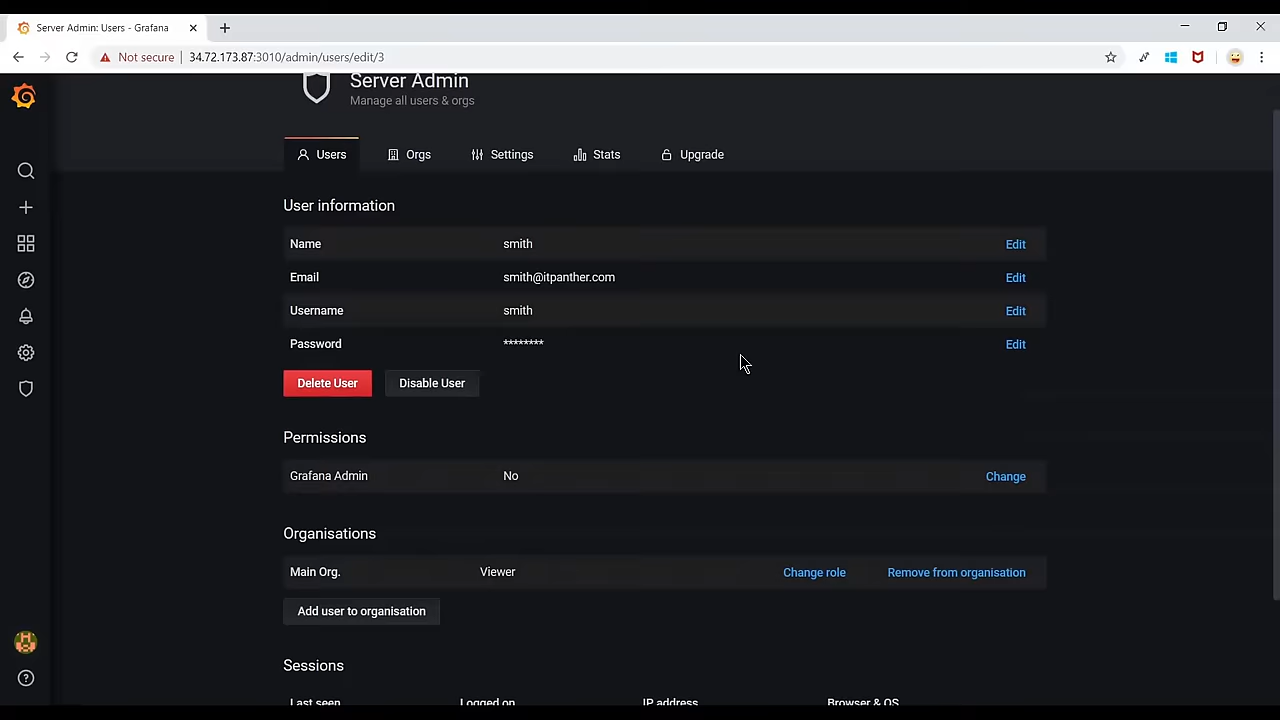 Server Admin: Users - Grafana
Not secure | 34.72.173.87:3010/admin/users/edit/3
Server Admin
Manage all users & orgs
Users Orgs Settings Stats Upgrade
User information
Name smith Edit
Email smith@itpanther.com Edit
Username smith Edit
Password ******** Edit
Delete User Disable User
Permissions
Grafana Admin No Change
Organisations
Main Org. Viewer Change role Remove from organisation
Add user to organisation
Sessions
Last seen Logged on IP address Browser & OS